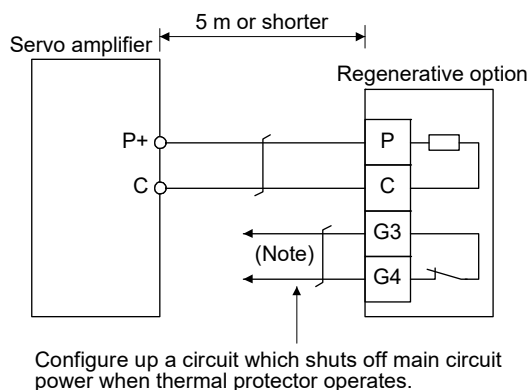 5 m or shorter
Servo amplifier
Regenerative option
P+
P
C
C
G3
(Note)
G4
Configure up a circuit which shuts off main circuit
power when thermal protector operates.